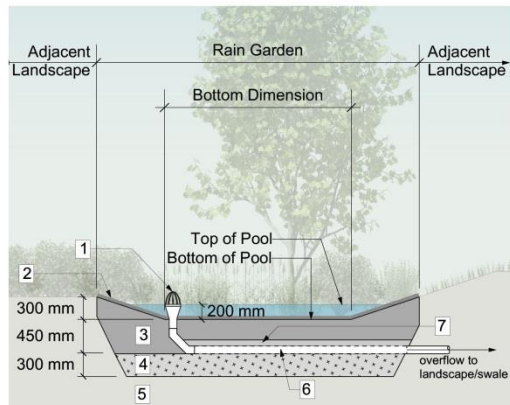 Adjacent
Landscape
Rain Garden
Adjacent
Landscape
Bottom Dimension
1
Top of Pool
2
Bottom of Pool
300 mm
200 mm
450 mm
3
7
300 mm
4
overflow to
landscape/swale
5
6